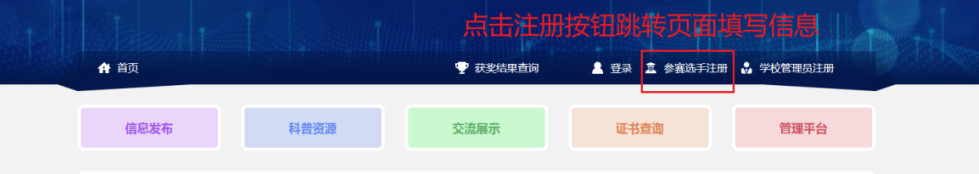 点击注册按钮跳转页面填写信息
首页 获奖结果查询 登录 参赛选手注册 学校管理员注册
信息发布 科普资源 交流展示 证书查询 管理平台